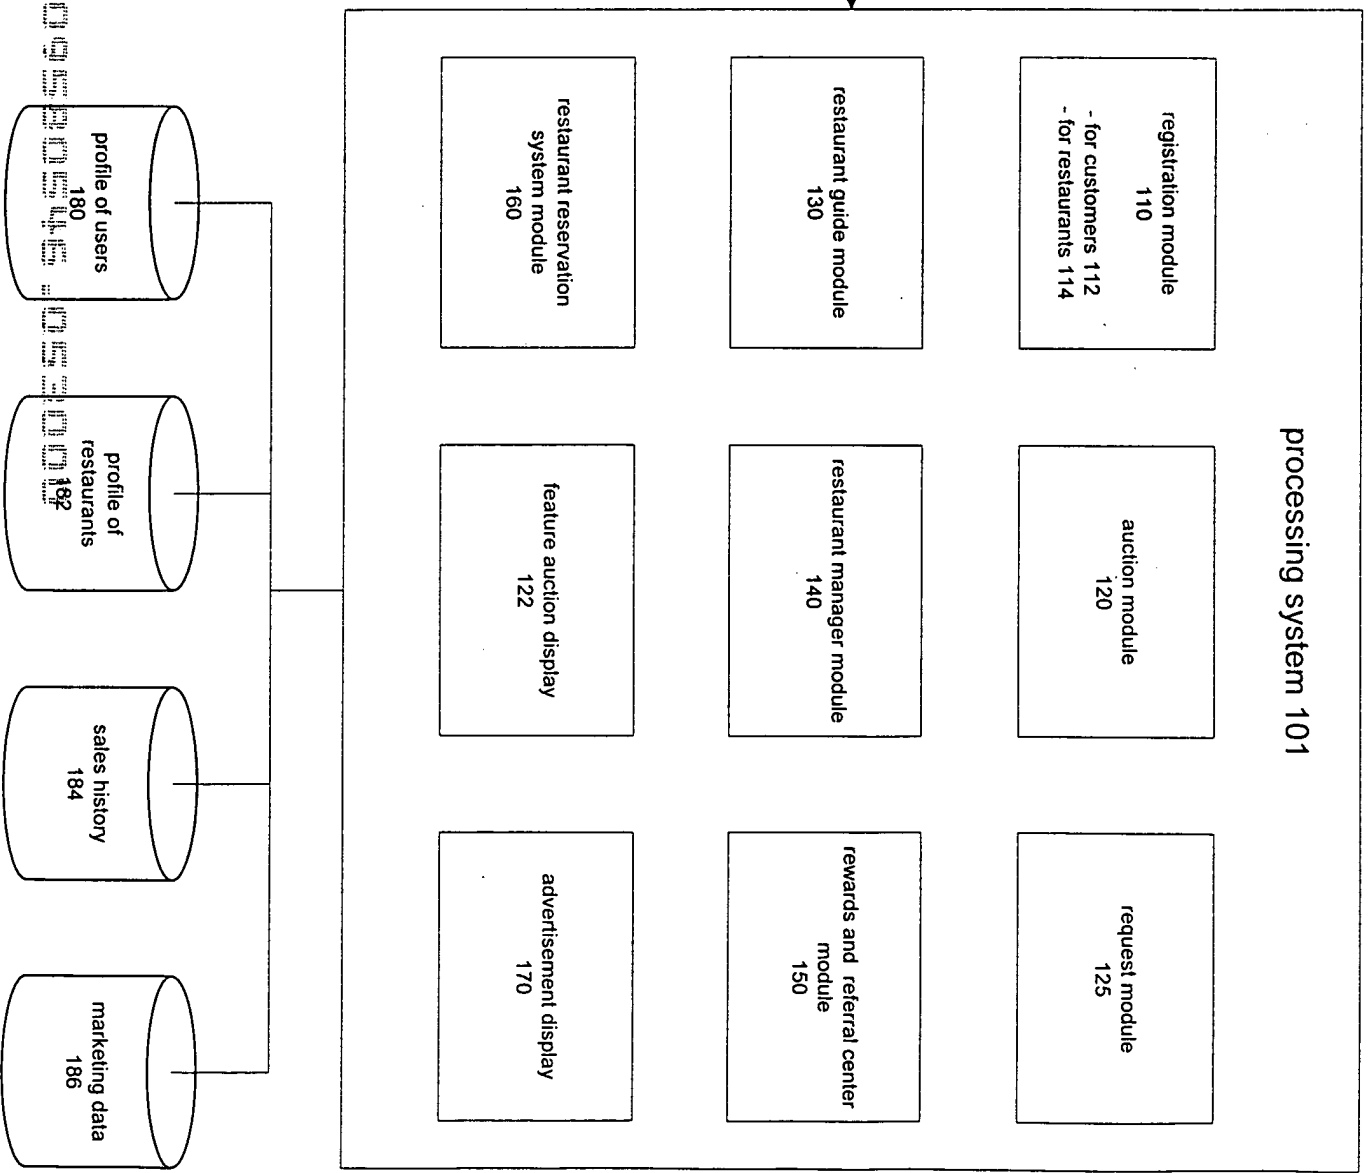 processing system 101
registration module
110
- for customers 112
- for restaurants 114
auction module
120
request module
125
restaurant guide module
130
restaurant manager module
140
rewards and referral center
module
150
restaurant reservation
system module
160
feature auction display
122
advertisement display
170
profile of users
180
profile of
restaurants
182
sales history
184
marketing data
186
09580546 .053000